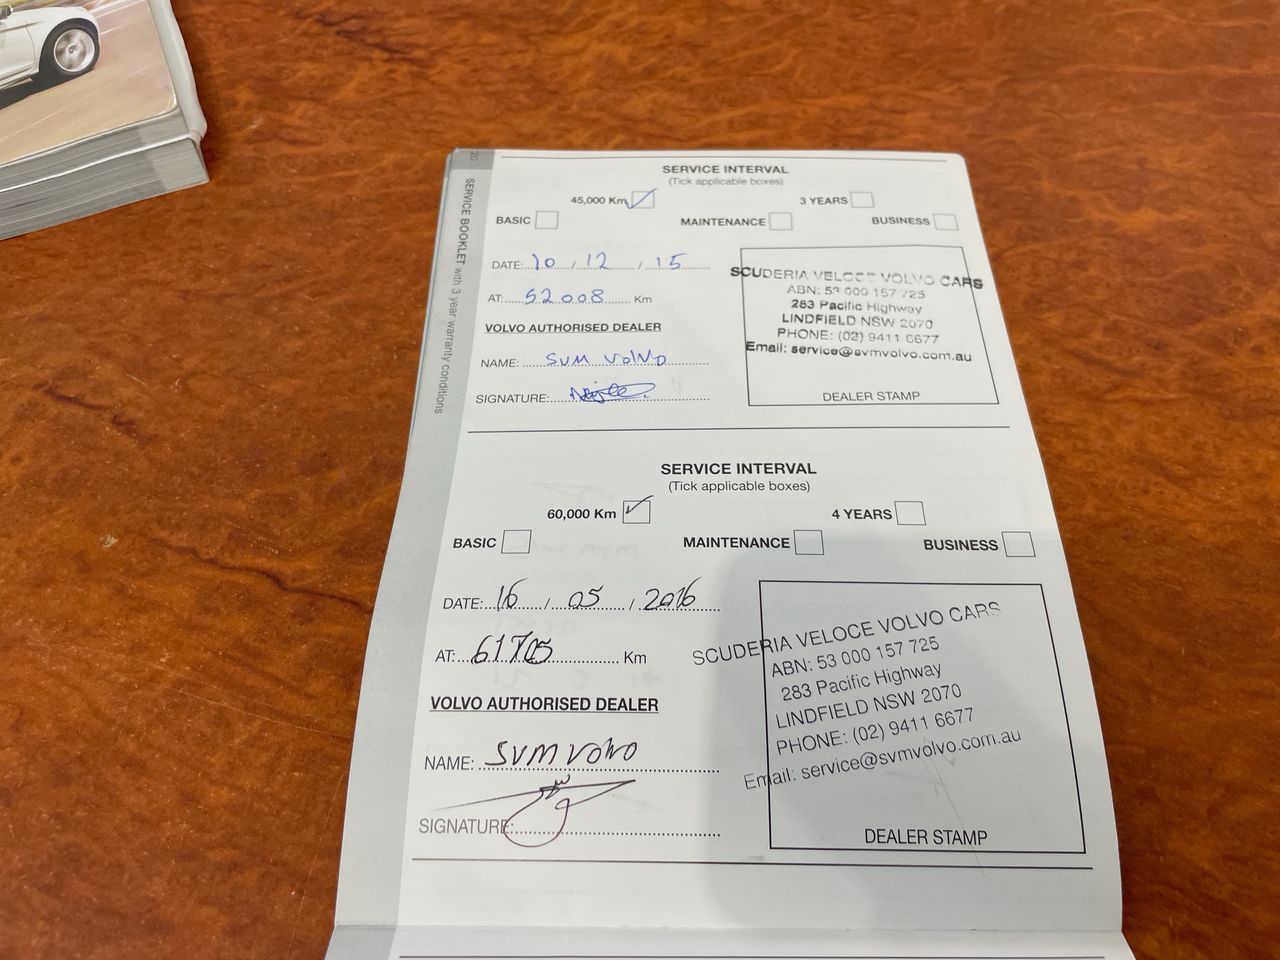 20
SERVICE BOOKLET with 3 year warranty conditions
SERVICE INTERVAL
(Tick applicable boxes)
45,000 Km 3 YEARS
BASIC MAINTENANCE BUSINESS
DATE: 10 / 12 / 15
AT: 52008 Km
VOLVO AUTHORISED DEALER
NAME: SVM VOLVO
SIGNATURE:
SCUDERIA VELOCE VOLVO CARS
ABN: 53 000 157 725
283 Pacific Highway
LINDFIELD NSW 2070
PHONE: (02) 9411 6677
Email: service@svmvolvo.com.au
DEALER STAMP
SERVICE INTERVAL
(Tick applicable boxes)
60,000 Km 4 YEARS
BASIC MAINTENANCE BUSINESS
DATE: 16 / 05 / 2016
AT: 61705 Km
VOLVO AUTHORISED DEALER
NAME: SVM VOLVO
SIGNATURE:
SCUDERIA VELOCE VOLVO CARS
ABN: 53 000 157 725
283 Pacific Highway
LINDFIELD NSW 2070
PHONE: (02) 9411 6677
Email: service@svmvolvo.com.au
DEALER STAMP